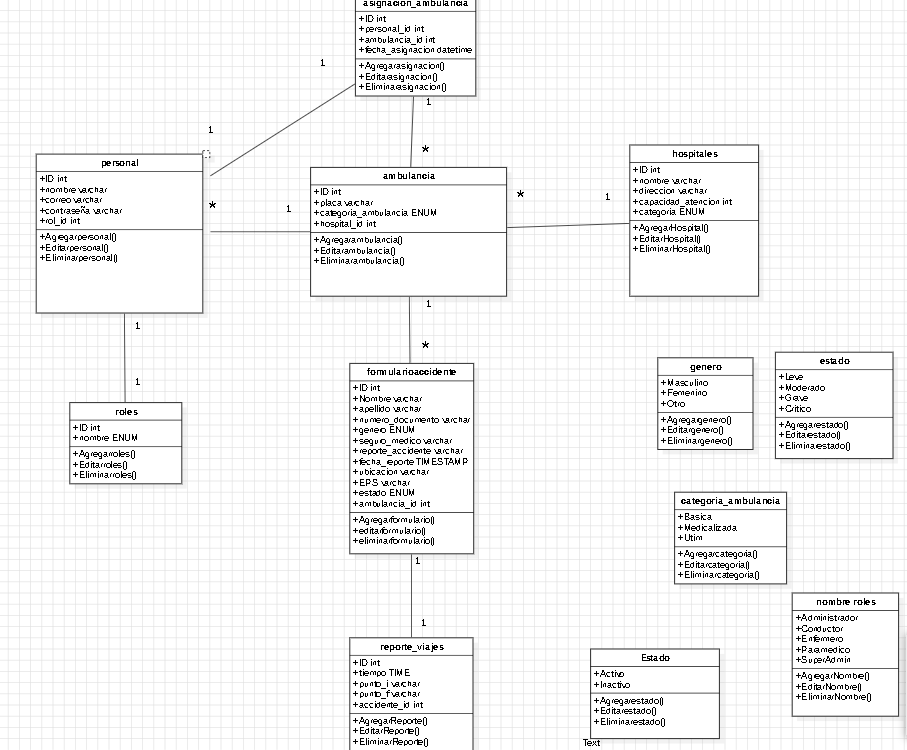 asignacion_ambulancia
+ID int
+personal_id int
+ambulancia_id int
+fecha_asignacion datetime
+Agregarasignacion()
+Editarasignacion()
+Eliminarasignacion()
1
1
1
*
personal
+ID int
+nombre varchar
+correo varchar
+contraseña varchar
+rol_id int
+Agregarpersonal()
+Editarpersonal()
+Eliminarpersonal()
*
1
ambulancia
+ID int
+placa varchar
+categoria_ambulancia ENUM
+hospital_id int
+Agregarambulancia()
+Editarambulancia()
+Eliminarambulancia()
*
1
hospitales
+ID int
+nombre varchar
+direccion varchar
+capacidad_atencion int
+categoria ENUM
+AgregarHospital()
+EditarHospital()
+EliminarHospital()
1
1
1
*
roles
+ID int
+nombre ENUM
+Agregarroles()
+Editarroles()
+Eliminarroles()
formularioaccidente
+ID int
+Nombre varchar
+apellido varchar
+numero_documento varchar
+genero ENUM
+seguro_medico varchar
+reporte_accidente varchar
+fecha_reporte TIMESTAMP
+ubicacion varchar
+EPS varchar
+estado ENUM
+ambulancia_id int
+Agregarformulario()
+editarformulario()
+eliminarformulario()
genero
+Masculino
+Femenino
+Otro
+Agregargenero()
+Editargenero()
+Eliminargenero()
estado
+Leve
+Moderado
+Grave
+Critico
+Agregarestado()
+Editarestado()
+Eliminarestado()
categoria_ambulancia
+Basica
+Medicalizada
+Utim
+Agregarcategoria()
+Editarcategoria()
+Eliminarcategoria()
1
1
reporte_viajes
+ID int
+tiempo TIME
+punto_i varchar
+punto_f varchar
+accidente_id int
+AgregarReporte()
+EditarReporte()
+EliminarReporte()
Estado
+Activo
+Inactivo
+Agregarestado()
+Editarestado()
+Eliminarestado()
Text
nombre roles
+Administrador
+Conductor
+Enfermero
+Paramedico
+SuperAdmin
+AgregarNombre()
+EditarNombre()
+EliminarNombre()